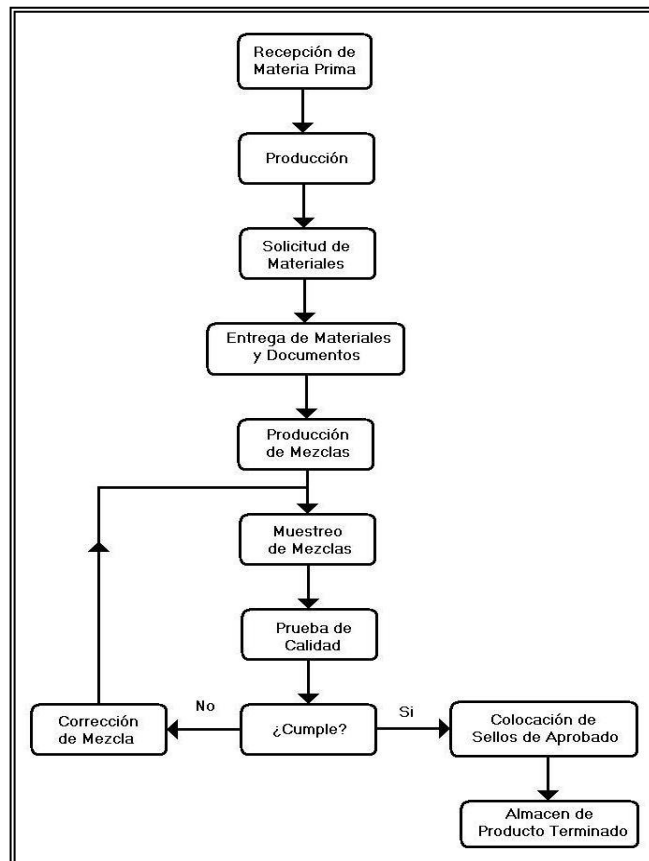 Recepción de
Materia Prima
Producción
Solicitud de
Materiales
Entrega de Materiales
y Documentos
Producción
de Mezclas
Muestreo
de Mezclas
Prueba de
Calidad
¿Cumple?
No
Corrección
de Mezcla
Si
Colocación de
Sellos de Aprobado
Almacen de
Producto Terminado